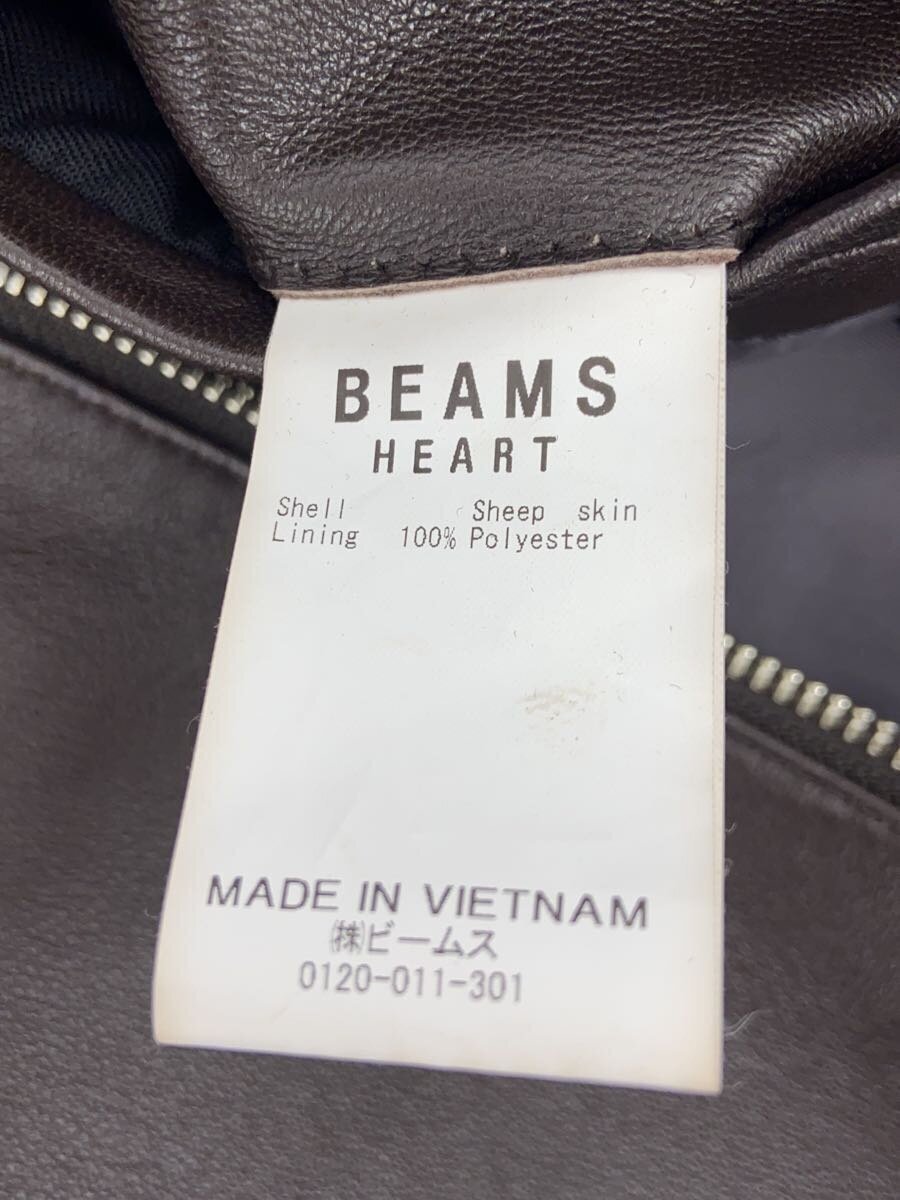 BEAMS
HEART
Shell Sheep skin
Lining 100% Polyester
MADE IN VIETNAM
㈱ビームス
0120-011-301